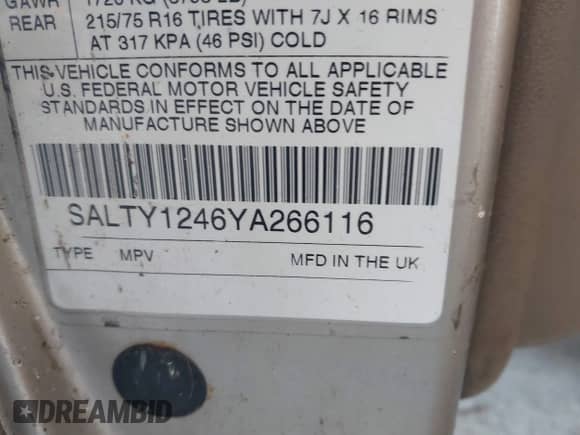 GAWR
REAR
215/75 R16 TIRES WITH 7J X 16 RIMS
AT 317 KPA (46 PSI) COLD
THIS VEHICLE CONFORMS TO ALL APPLICABLE
U.S. FEDERAL MOTOR VEHICLE SAFETY
STANDARDS IN EFFECT ON THE DATE OF
MANUFACTURE SHOWN ABOVE
SALTY1246YA266116
TYPE MPV MFD IN THE UK
DREAMBID